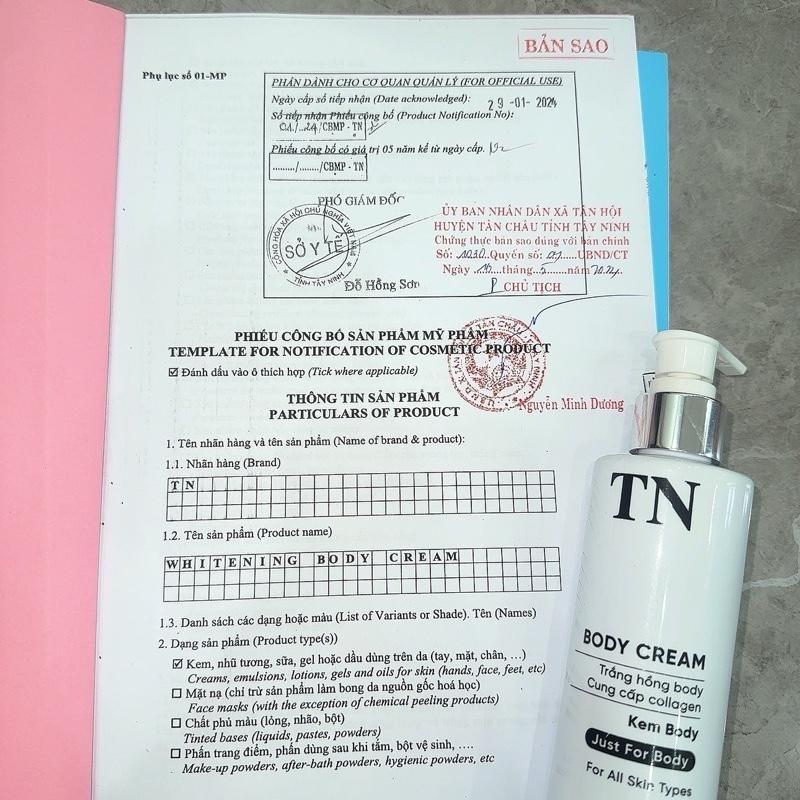 BẢN SAO
Phụ lục số 01-MP
PHẦN DÀNH CHO CƠ QUAN QUẢN LÝ (FOR OFFICIAL USE)
Ngày cấp số tiếp nhận (Date acknowledged): 29 -01- 2024
Số tiếp nhận Phiếu công bố (Product Notification No):
01./..24/CBMP - TN
Phiếu công bố có giá trị 05 năm kể từ ngày cấp.
........./......../CBMP - TN
PHÓ GIÁM ĐỐC
CỘNG HÒA XÃ HỘI CHỦ NGHĨA VIỆT NAM
SỞ Y TẾ
TỈNH TÂY NINH
Đỗ Hồng Sơn
ỦY BAN NHÂN DÂN XÃ TÂN HỘI
HUYỆN TÂN CHÂU TỈNH TÂY NINH
Chứng thực bản sao đúng với bản chính
Số: 1030 Quyển số: 01 UBND/CT
Ngày tháng năm 2024
CHỦ TỊCH
PHIẾU CÔNG BỐ SẢN PHẨM MỸ PHẨM
TEMPLATE FOR NOTIFICATION OF COSMETIC PRODUCT
☑ Đánh dấu vào ô thích hợp (Tick where applicable)
Nguyễn Minh Dương
THÔNG TIN SẢN PHẨM
PARTICULARS OF PRODUCT
1. Tên nhãn hàng và tên sản phẩm (Name of brand & product):
1.1. Nhãn hàng (Brand)
TN
1.2. Tên sản phẩm (Product name)
WHITENING BODY CREAM
1.3. Danh sách các dạng hoặc màu (List of Variants or Shade). Tên (Names)
2. Dạng sản phẩm (Product type(s))
☑ Kem, nhũ tương, sữa, gel hoặc dầu dùng trên da (tay, mặt, chân, …)
Creams, emulsions, lotions, gels and oils for skin (hands, face, feet, etc)
☐ Mặt nạ (chỉ trừ sản phẩm làm bong da nguồn gốc hoá học)
Face masks (with the exception of chemical peeling products)
☐ Chất phủ màu (lỏng, nhão, bột)
Tinted bases (liquids, pastes, powders)
☐ Phấn trang điểm, phấn dùng sau khi tắm, bột vệ sinh, ….
Make-up powders, after-bath powders, hygienic powders, etc
TN
BODY CREAM
Trắng hồng body
Cung cấp collagen
Kem Body
Just For Body
For All Skin Types